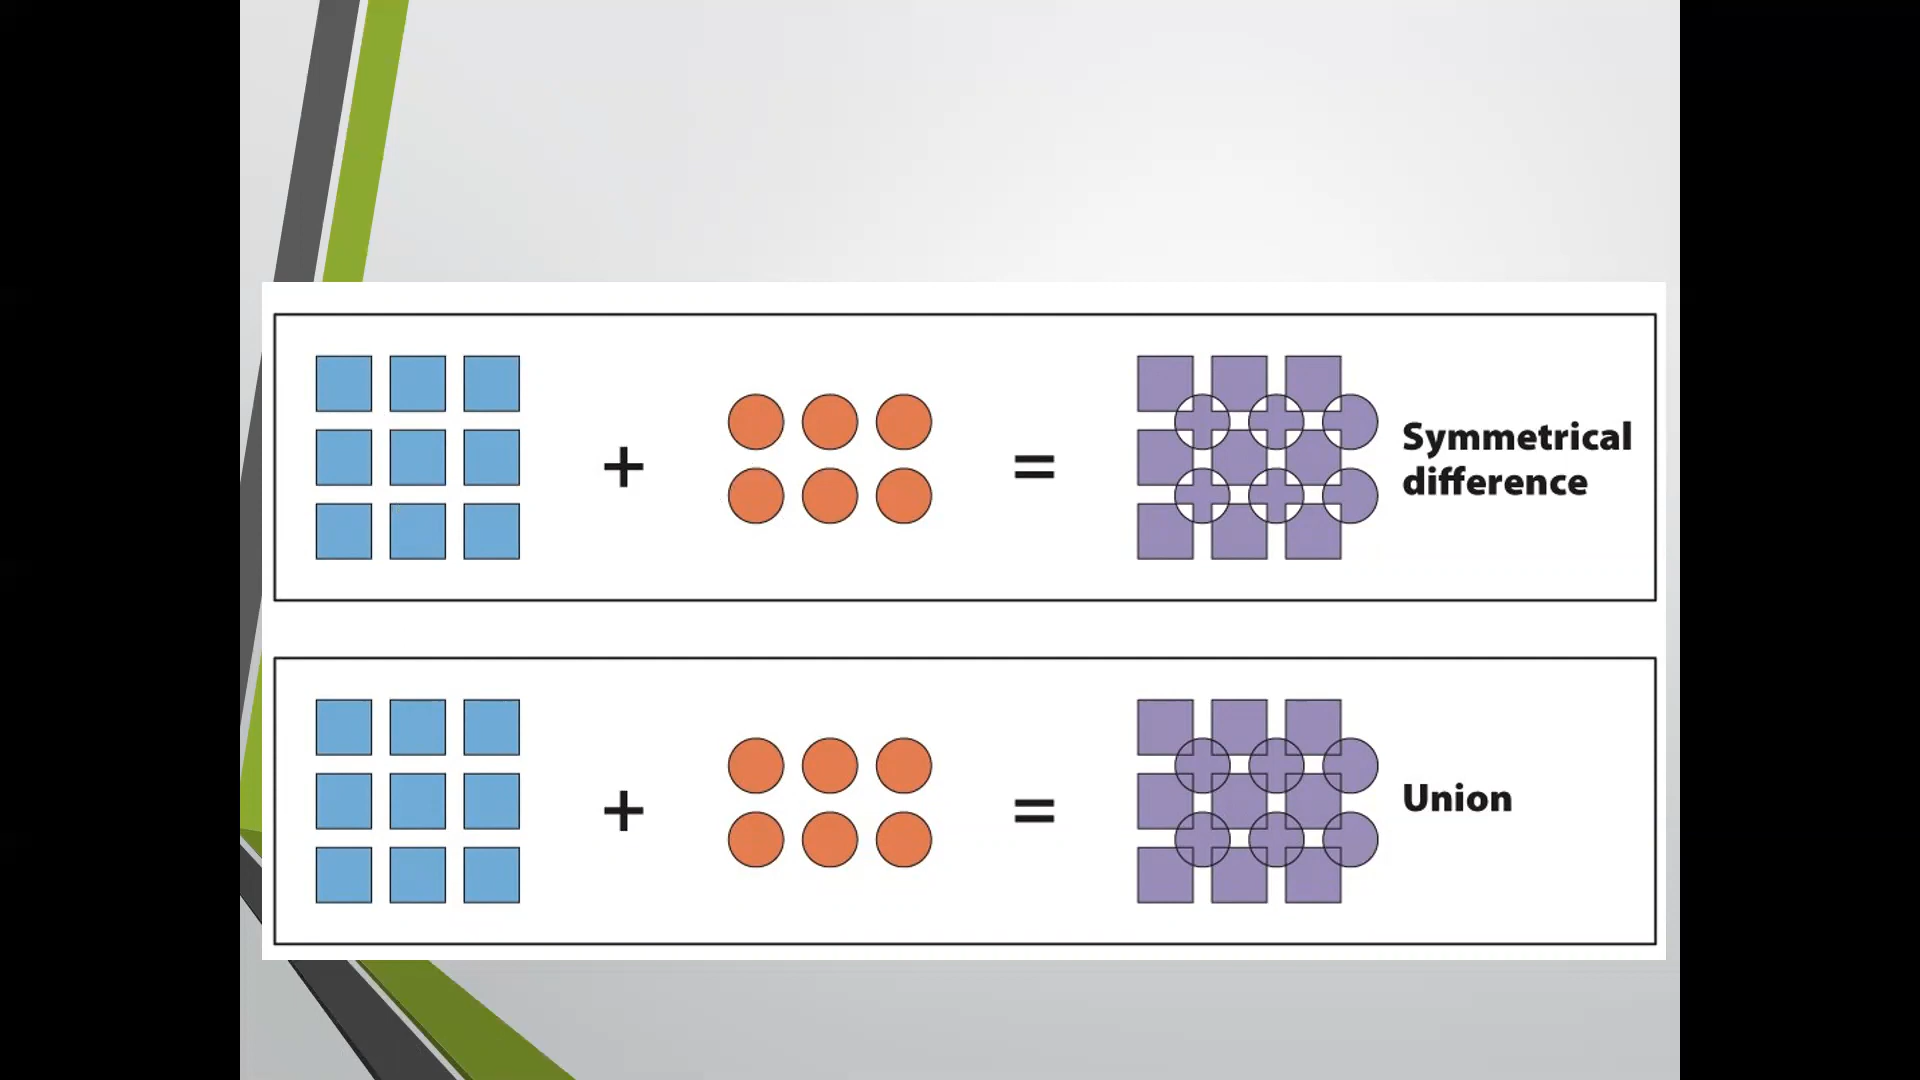 +
=
Symmetrical
difference
+
=
Union